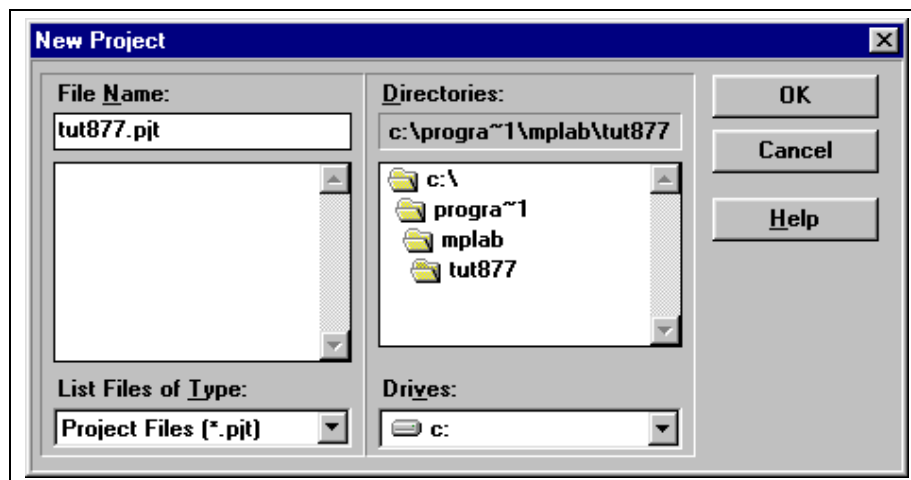 New Project
File Name:
tut877.pjt
List Files of Type:
Project Files (*.pjt)
Directories:
c:\progra~1\mplab\tut877
c:\
progra~1
mplab
tut877
Drives:
c:
OK
Cancel
Help